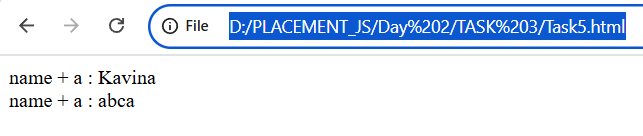 File D:/PLACEMENT_JS/Day%202/TASK%203/Task5.html
name + a : Kavina
name + a : abca